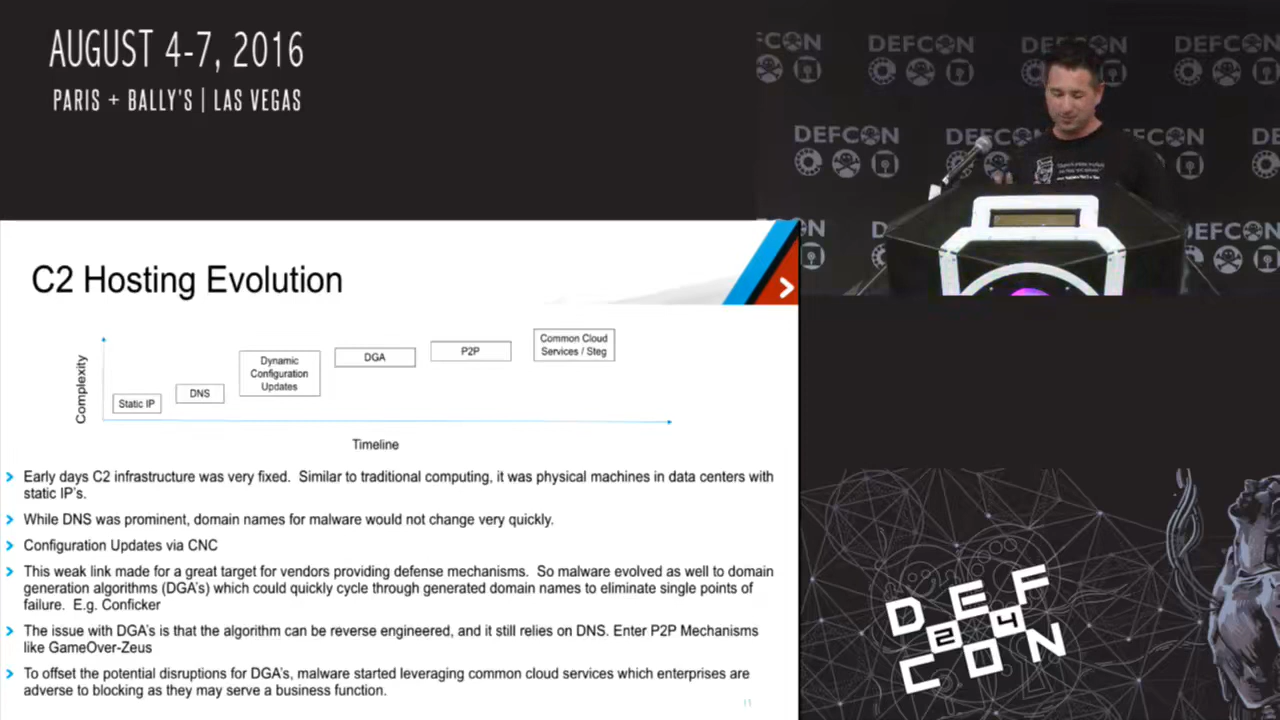 AUGUST 4-7, 2016
PARIS + BALLY'S | LAS VEGAS
DEFCON
DEFCON
DEFCON
DEFCON
DEFCON
C2 Hosting Evolution
Complexity
Static IP
DNS
Dynamic
Configuration
Updates
DGA
P2P
Common Cloud
Services / Steg
Timeline
Early days C2 infrastructure was very fixed. Similar to traditional computing, it was physical machines in data centers with
static IP's.
While DNS was prominent, domain names for malware would not change very quickly.
Configuration Updates via CNC
This weak link made for a great target for vendors providing defense mechanisms. So malware evolved as well to domain
generation algorithms (DGA's) which could quickly cycle through generated domain names to eliminate single points of
failure. E.g. Conficker
The issue with DGA's is that the algorithm can be reverse engineered, and it still relies on DNS. Enter P2P Mechanisms
like GameOver-Zeus
To offset the potential disruptions for DGA's, malware started leveraging common cloud services which enterprises are
adverse to blocking as they may serve a business function.
11
DEF
24
CON